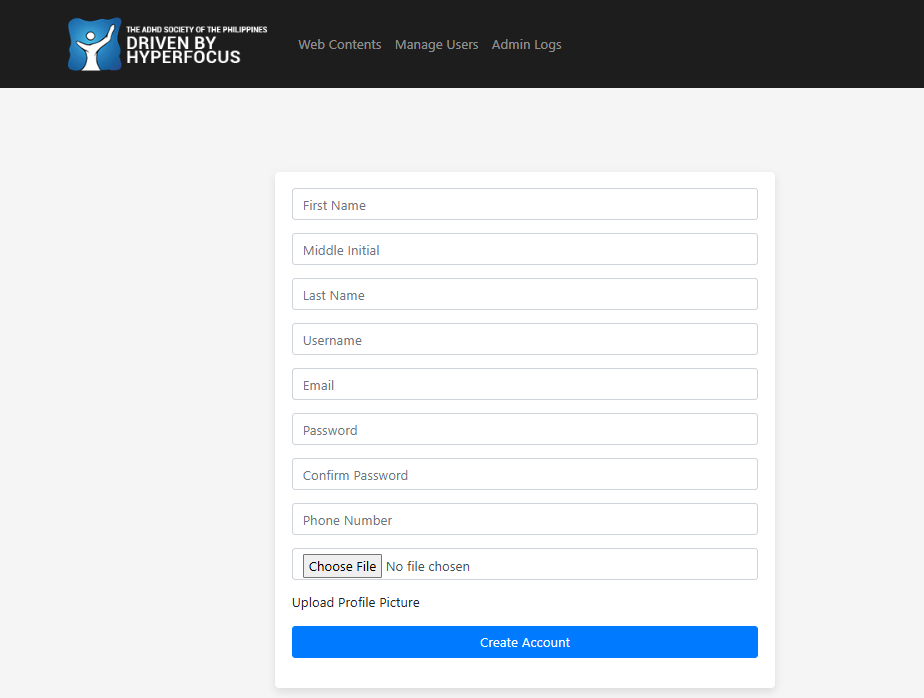 THE ADHD SOCIETY OF THE PHILIPPINES
DRIVEN BY
HYPERFOCUS
Web Contents Manage Users Admin Logs
First Name
Middle Initial
Last Name
Username
Email
Password
Confirm Password
Phone Number
Choose File No file chosen
Upload Profile Picture
Create Account